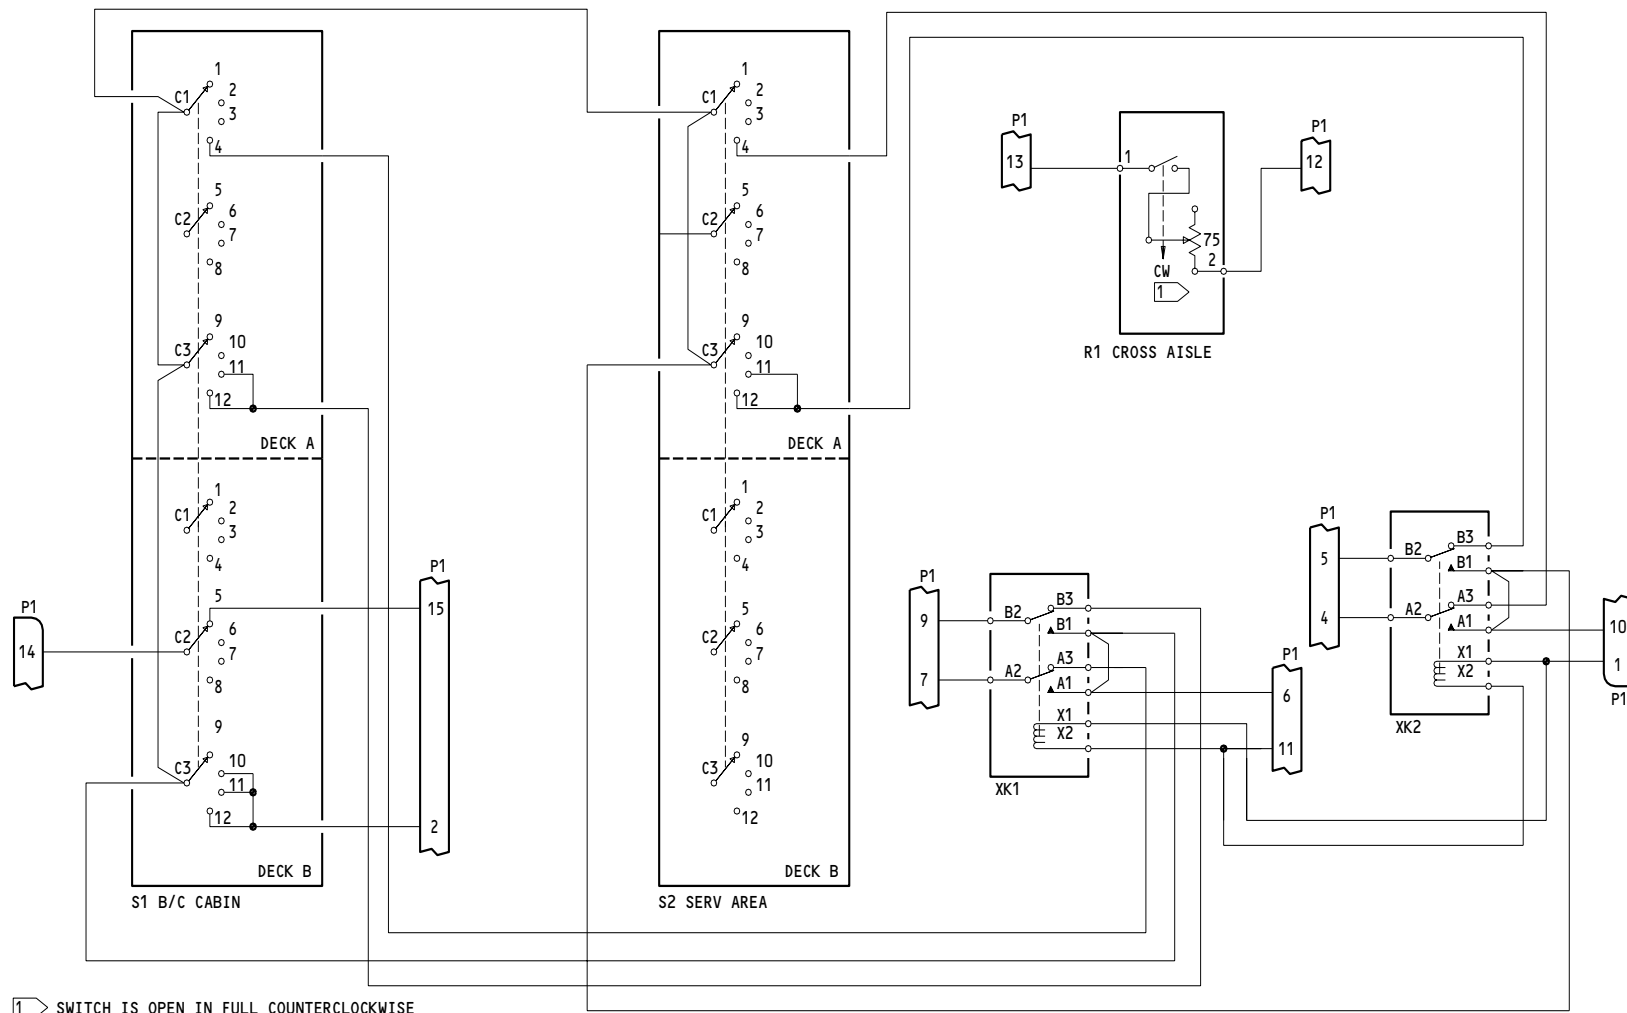 1
C1
2
3
4
5
C2
6
7
8
9
C3
10
11
12
DECK A
1
C1
2
3
4
5
C2
6
7
8
9
C3
10
11
12
DECK B
S1 B/C CABIN
P1
14
P1
15
2
1
C1
2
3
4
5
C2
6
7
8
9
C3
10
11
12
DECK A
1
C1
2
3
4
5
C2
6
7
8
9
C3
10
11
12
DECK B
S2 SERV AREA
P1
13
1
75
2
CW
1
P1
12
R1 CROSS AISLE
P1
9
7
B2
B3
B1
A2
A3
A1
X1
X2
XK1
P1
6
11
P1
5
4
B2
B3
B1
A2
A3
A1
X1
X2
XK2
10
1
P1
1 SWITCH IS OPEN IN FULL COUNTERCLOCKWISE